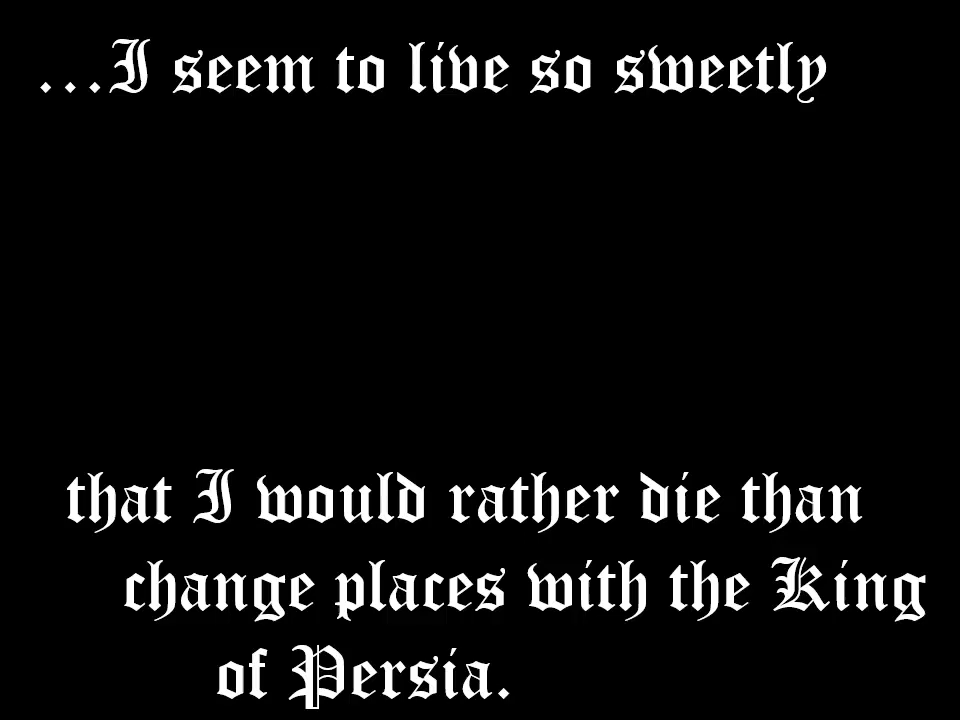 ...I seem to live so sweetly
that I would rather die than
change places with the King
of Persia.